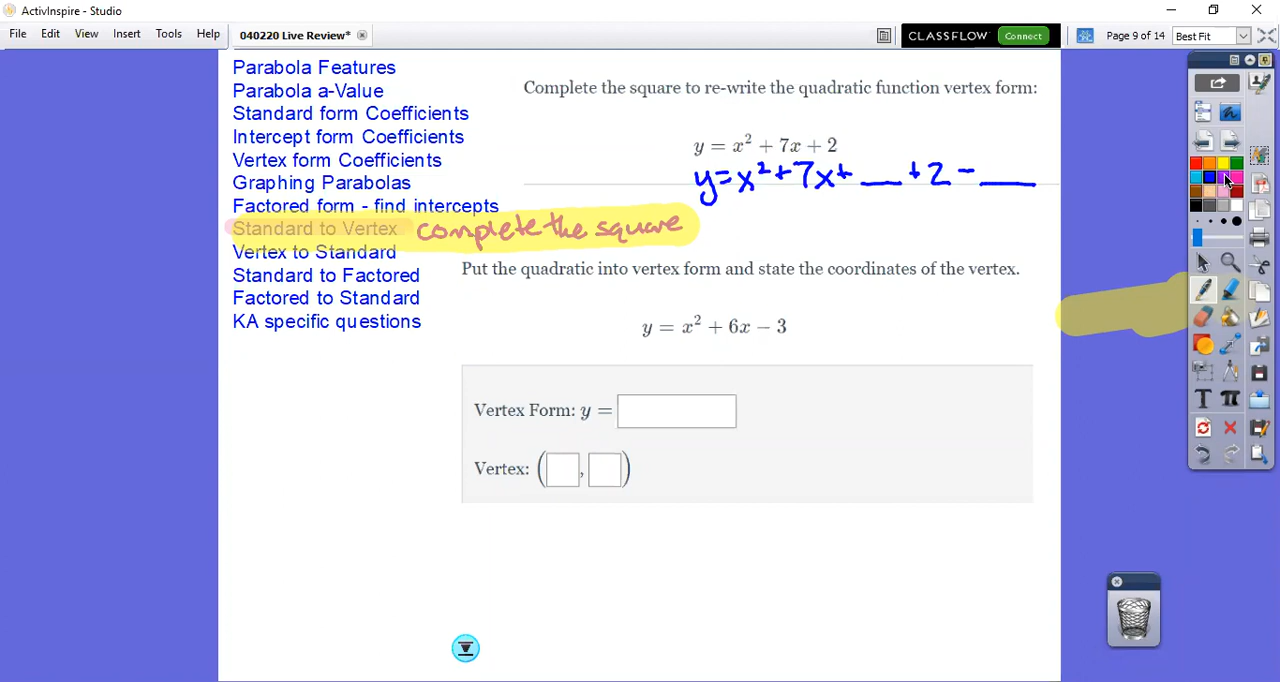 ActivInspire - Studio
File Edit View Insert Tools Help
040220 Live Review*
CLASSFLOW Connect
Page 9 of 14
Best Fit
Parabola Features
Parabola a-Value
Standard form Coefficients
Intercept form Coefficients
Vertex form Coefficients
Graphing Parabolas
Factored form - find intercepts
Standard to Vertex complete the square
Vertex to Standard
Standard to Factored
Factored to Standard
KA specific questions
Complete the square to re-write the quadratic function vertex form:
y = x² + 7x + 2
y = x² + 7x + __ + 2 - __
Put the quadratic into vertex form and state the coordinates of the vertex.
y = x² + 6x − 3
Vertex Form: y =
Vertex: ( , )